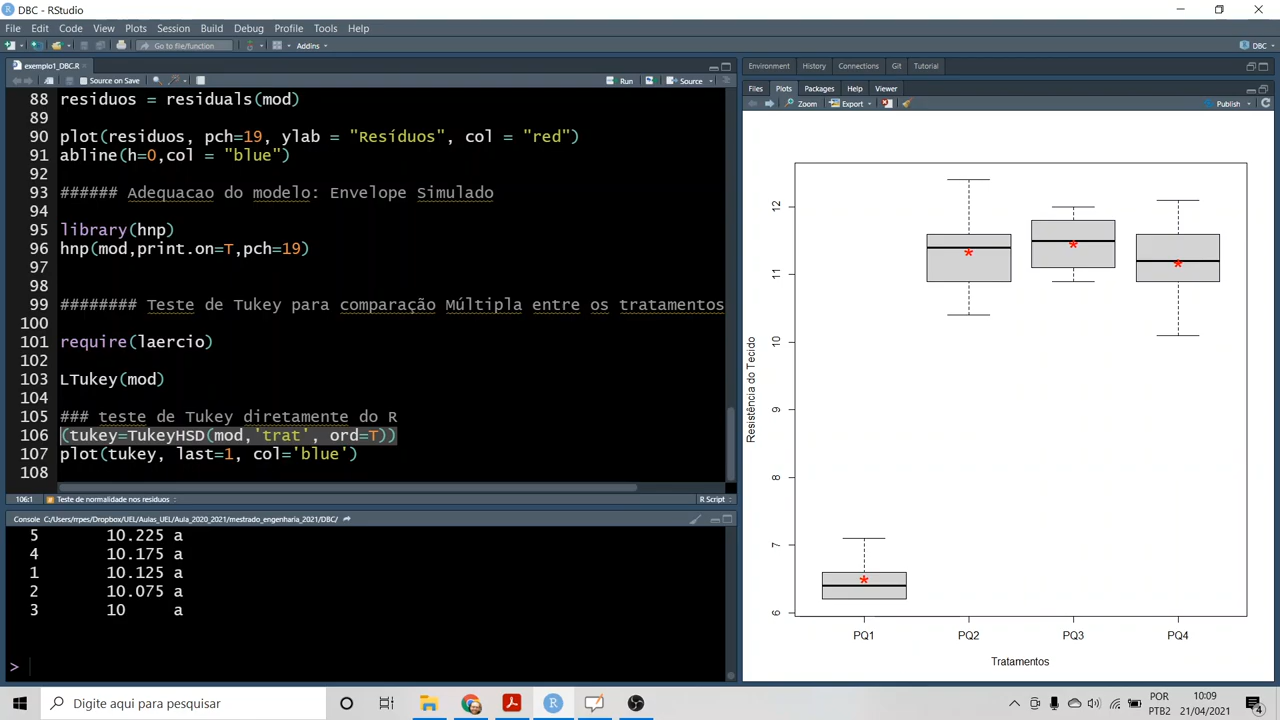 DBC - RStudio
File Edit Code View Plots Session Build Debug Profile Tools Help
Go to file/function Addins DBC
exemplo1_DBC.R
Source on Save Run Source
88 residuos = residuals(mod)
89
90 plot(residuos, pch=19, ylab = "Resíduos", col = "red")
91 abline(h=0,col = "blue")
92
93 ###### Adequacao do modelo: Envelope Simulado
94
95 library(hnp)
96 hnp(mod,print.on=T,pch=19)
97
98
99 ######## Teste de Tukey para comparação Múltipla entre os tratamentos
100
101 require(laercio)
102
103 LTukey(mod)
104
105 ### teste de Tukey diretamente do R
106 (tukey=TukeyHSD(mod,'trat', ord=T))
107 plot(tukey, last=1, col='blue')
108
106:1 Teste de normalidade nos resíduos R Script
Console C:/Users/rrpes/Dropbox/UEL/Aulas_UEL/Aula_2020_2021/mestrado_engenharia_2021/DBC/
5 10.225 a
4 10.175 a
1 10.125 a
2 10.075 a
3 10 a
>
Environment History Connections Git Tutorial
Files Plots Packages Help Viewer
Zoom Export Publish
Resistência do Tecido
12
11
10
9
8
7
6
PQ1 PQ2 PQ3 PQ4
Tratamentos
Digite aqui para pesquisar
POR
PTB2
10:09
21/04/2021
4